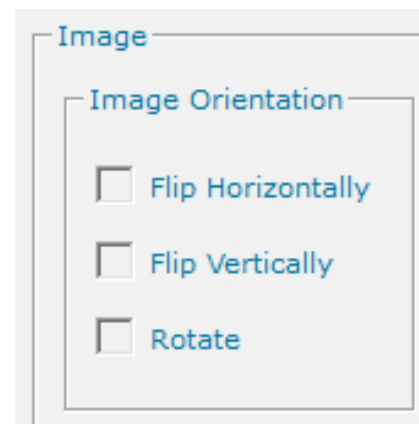 Image
Image Orientation
Flip Horizontally
Flip Vertically
Rotate